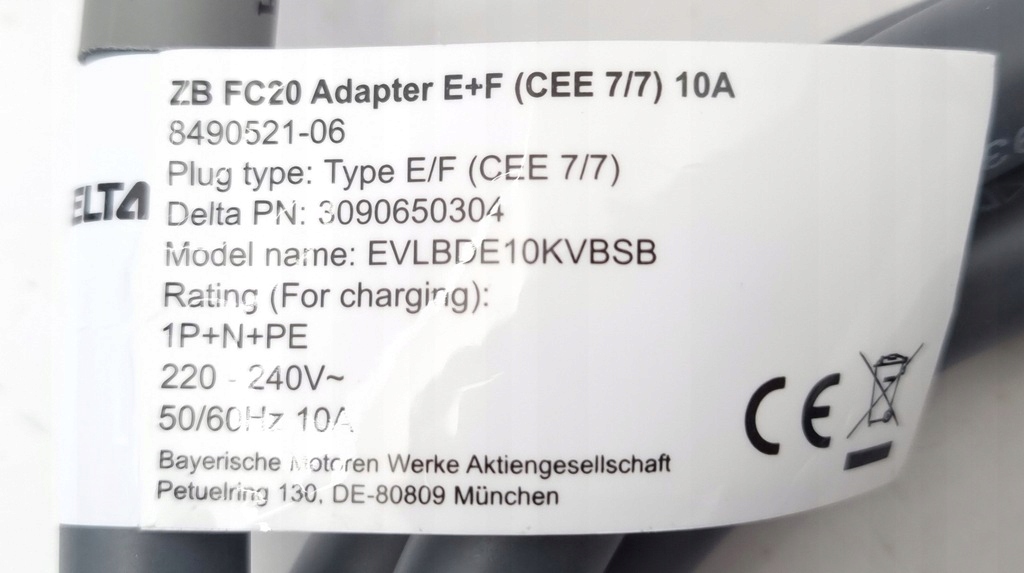 ZB FC20 Adapter E+F (CEE 7/7) 10A
8490521-06
Plug type: Type E/F (CEE 7/7)
ELTA
Delta PN: 3090650304
Model name: EVLBDE10KVBSB
Rating (For charging):
1P+N+PE
220 - 240V~
50/60Hz 10A
CE
Bayerische Motoren Werke Aktiengesellschaft
Petuelring 130, DE-80809 München